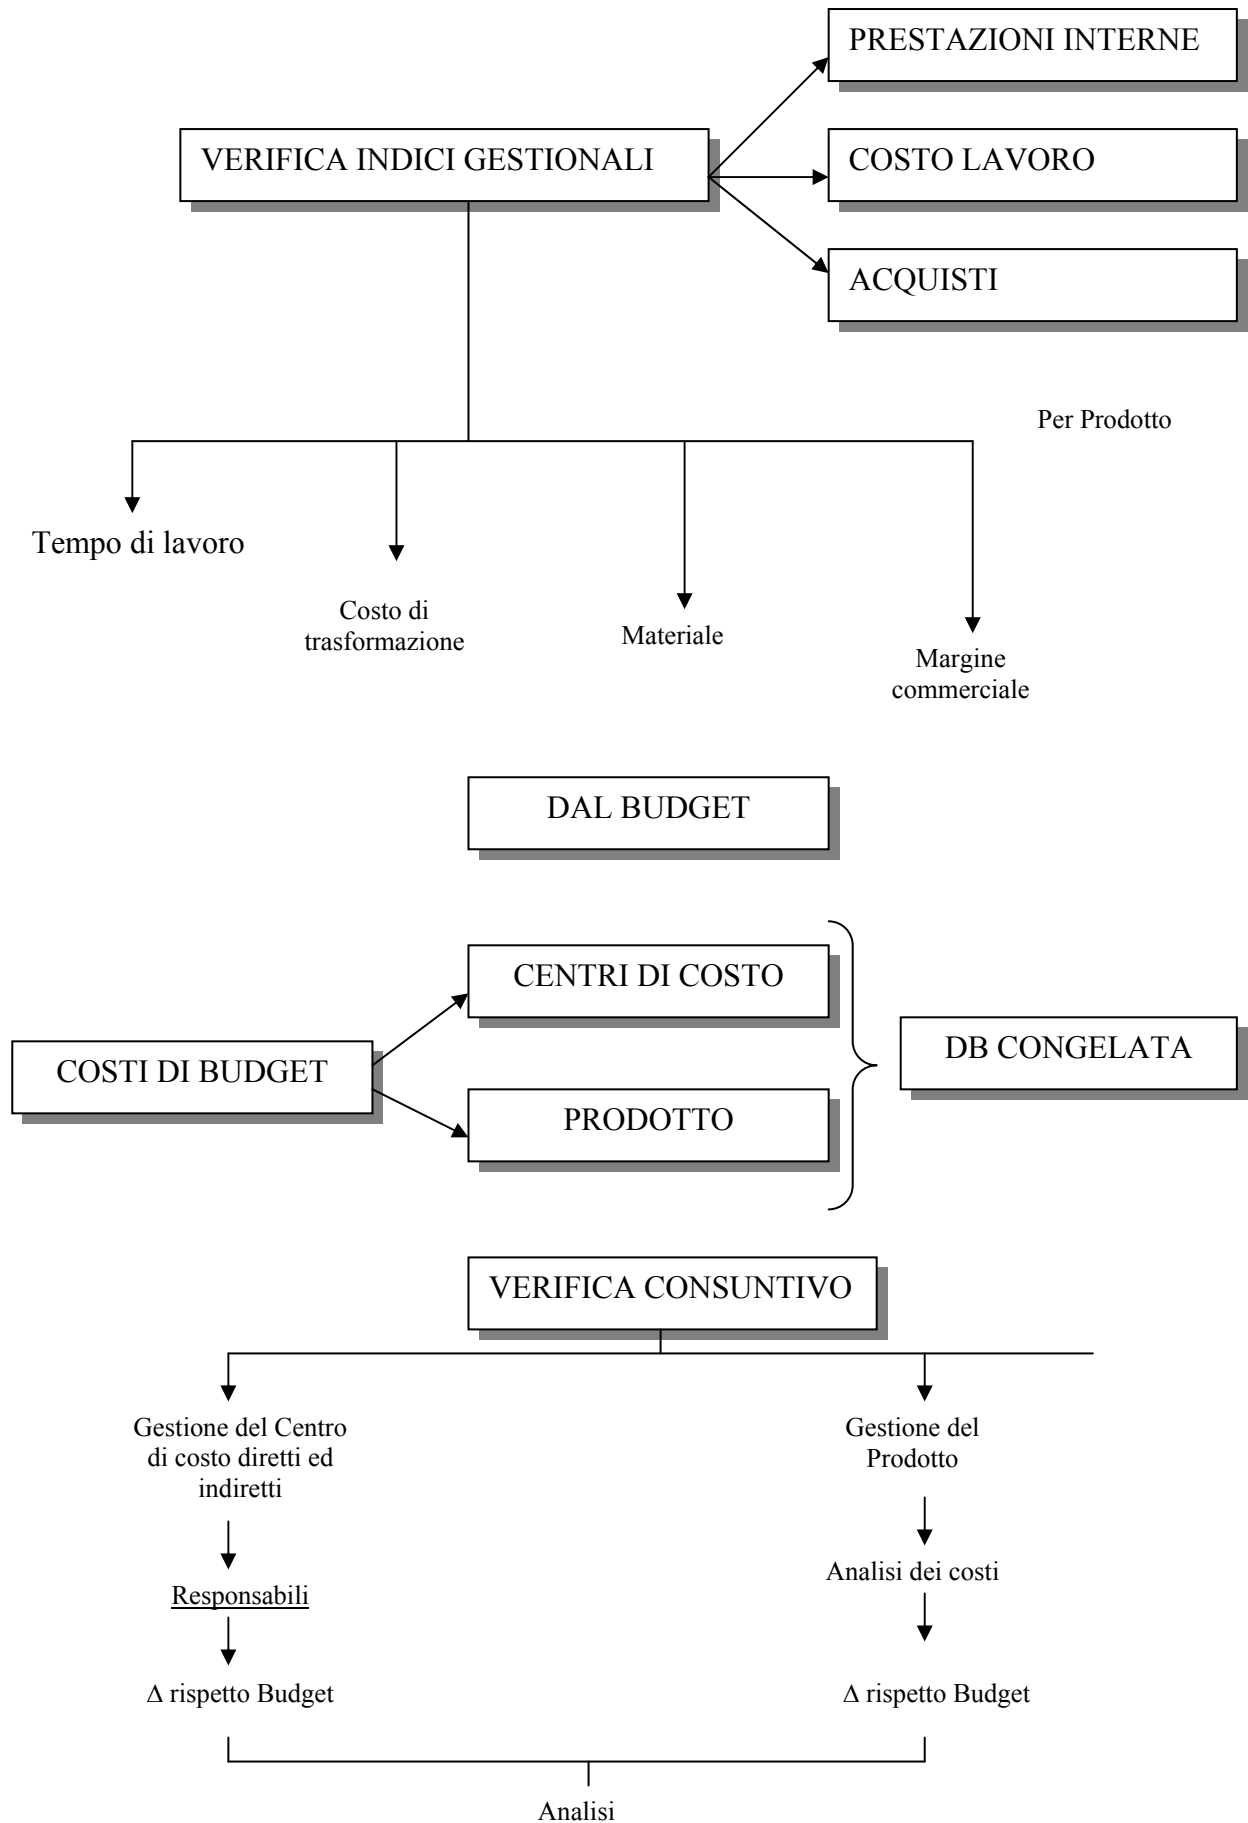 PRESTAZIONI INTERNE
VERIFICA INDICI GESTIONALI
COSTO LAVORO
ACQUISTI
Per Prodotto
Tempo di lavoro
Costo di
trasformazione
Materiale
Margine
commerciale
DAL BUDGET
CENTRI DI COSTO
COSTI DI BUDGET
DB CONGELATA
PRODOTTO
VERIFICA CONSUNTIVO
Gestione del Centro
di costo diretti ed
indiretti
Gestione del
Prodotto
Responsabili
Analisi dei costi
Δ rispetto Budget
Δ rispetto Budget
Analisi